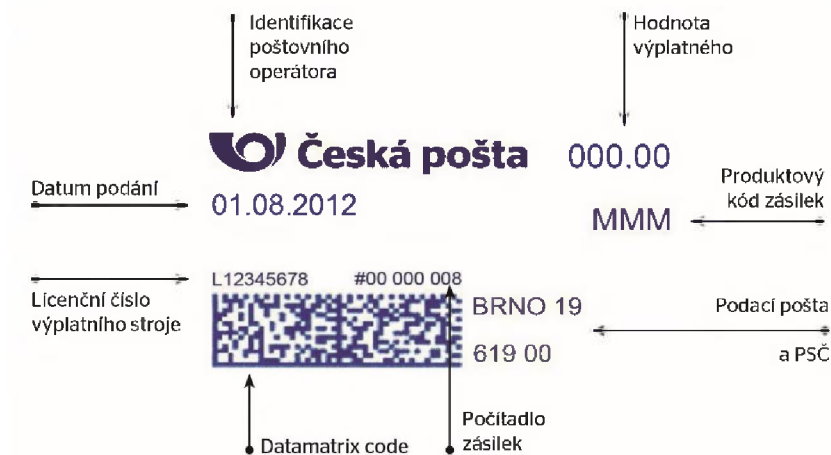 Identifikace
poštovního
operátora
Hodnota
výplatného
Česká pošta
000.00
Datum podání
01.08.2012
Produktový
kód zásilek
MMM
L12345678
#00 000 008
Licenční číslo
výplatního stroje
BRNO 19
619 00
Podací pošta
a PSČ
Datamatrix code
Počítadlo
zásilek